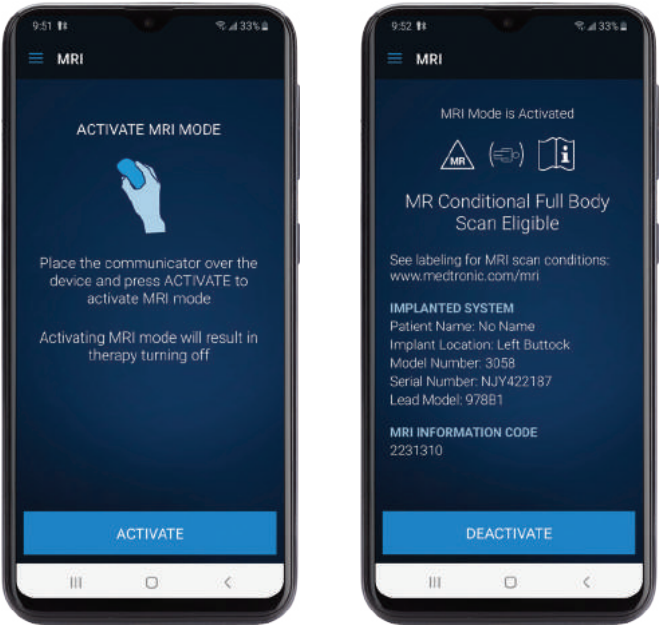 9:51
33%
MRI
ACTIVATE MRI MODE
Place the communicator over the
device and press ACTIVATE to
activate MRI mode
Activating MRI mode will result in
therapy turning off
ACTIVATE
9:52
33%
MRI
MRI Mode is Activated
MR
i
MR Conditional Full Body
Scan Eligible
See labeling for MRI scan conditions:
www.medtronic.com/mri
IMPLANTED SYSTEM
Patient Name: No Name
Implant Location: Left Buttock
Model Number: 3058
Serial Number: NJY422187
Lead Model: 978B1
MRI INFORMATION CODE
2231310
DEACTIVATE